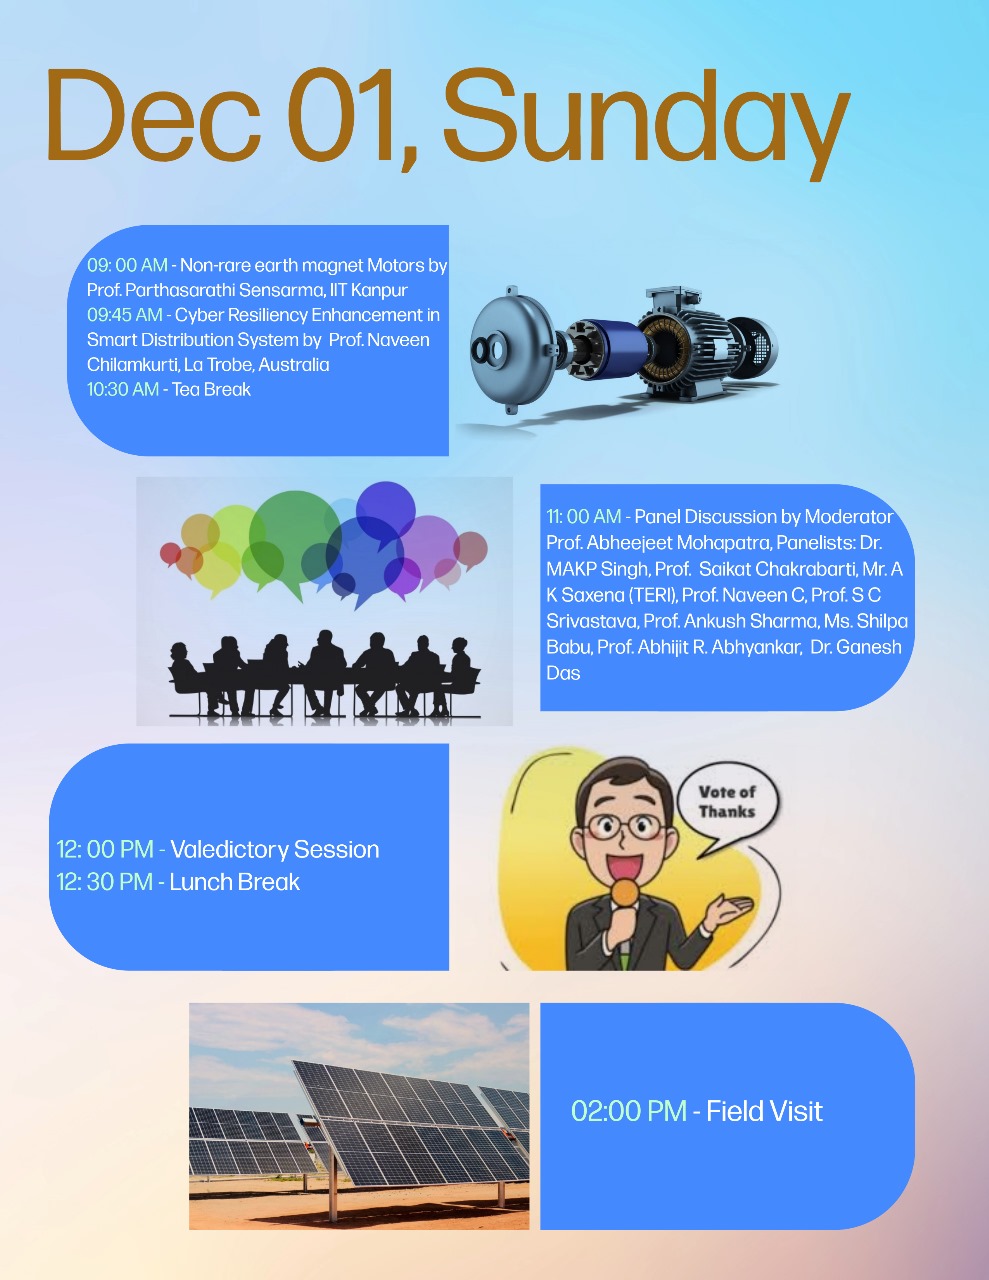 Dec 01, Sunday
09: 00 AM - Non-rare earth magnet Motors by
Prof. Parthasarathi Sensarma, IIT Kanpur
09:45 AM - Cyber Resiliency Enhancement in
Smart Distribution System by  Prof. Naveen
Chilamkurti, La Trobe, Australia
10:30 AM - Tea Break
11: 00 AM - Panel Discussion by Moderator
Prof. Abheejeet Mohapatra, Panelists: Dr.
MAKP Singh, Prof.  Saikat Chakrabarti, Mr. A
K Saxena (TERI), Prof. Naveen C, Prof. S C
Srivastava, Prof. Ankush Sharma, Ms. Shilpa
Babu, Prof. Abhijit R. Abhyankar,  Dr. Ganesh
Das
12: 00 PM - Valedictory Session
12: 30 PM - Lunch Break
Vote of
Thanks
02:00 PM - Field Visit